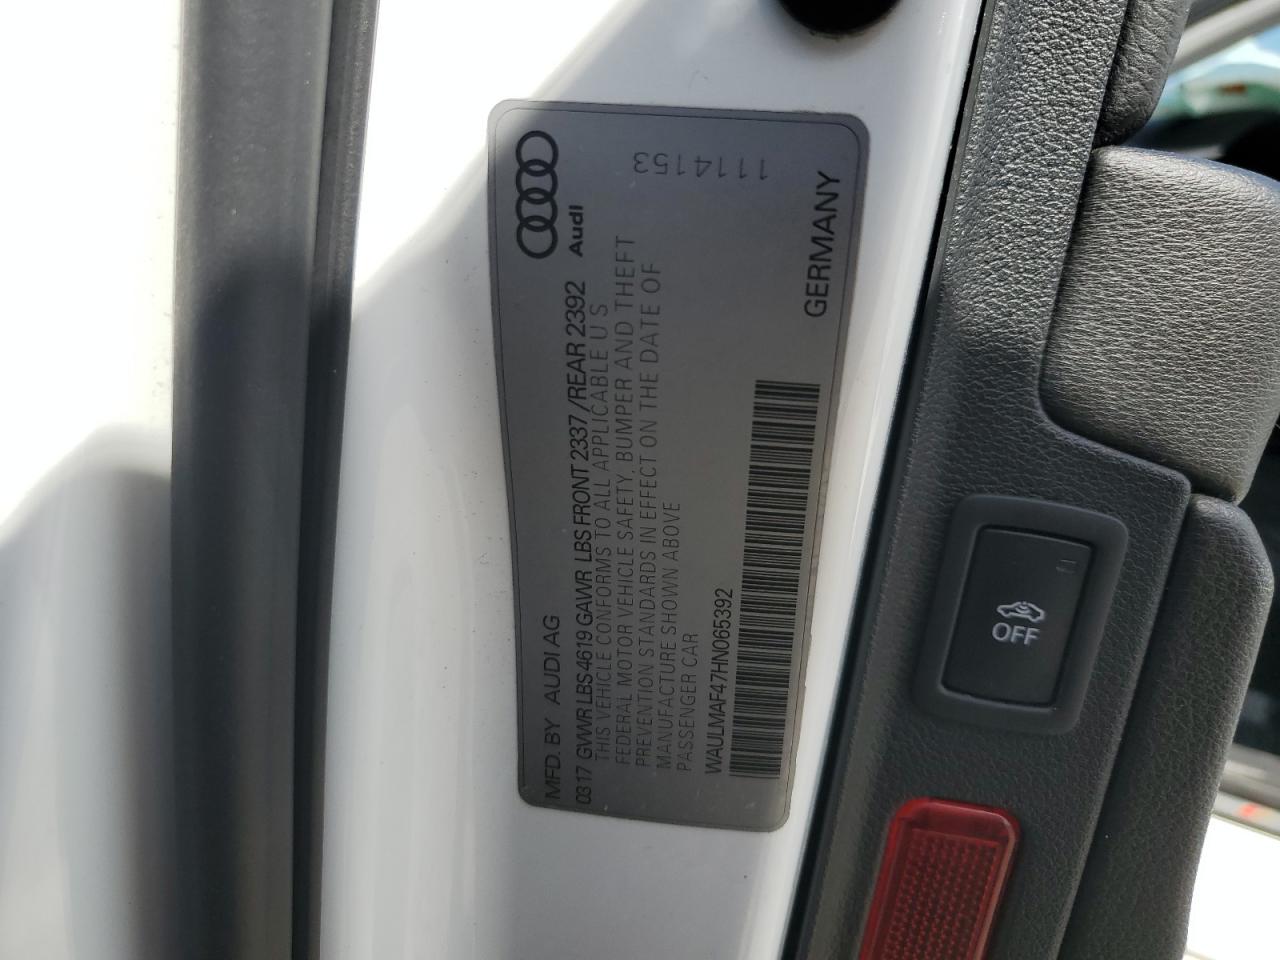 MFD. BY AUDI AG
Audi
0317 GVWR LBS 4619 GAWR LBS FRONT 2337 / REAR 2392
THIS VEHICLE CONFORMS TO ALL APPLICABLE U S
FEDERAL MOTOR VEHICLE SAFETY, BUMPER AND THEFT
PREVENTION STANDARDS IN EFFECT ON THE DATE OF
MANUFACTURE SHOWN ABOVE
PASSENGER CAR
1114153
WAULMAF47HN065392
GERMANY
OFF